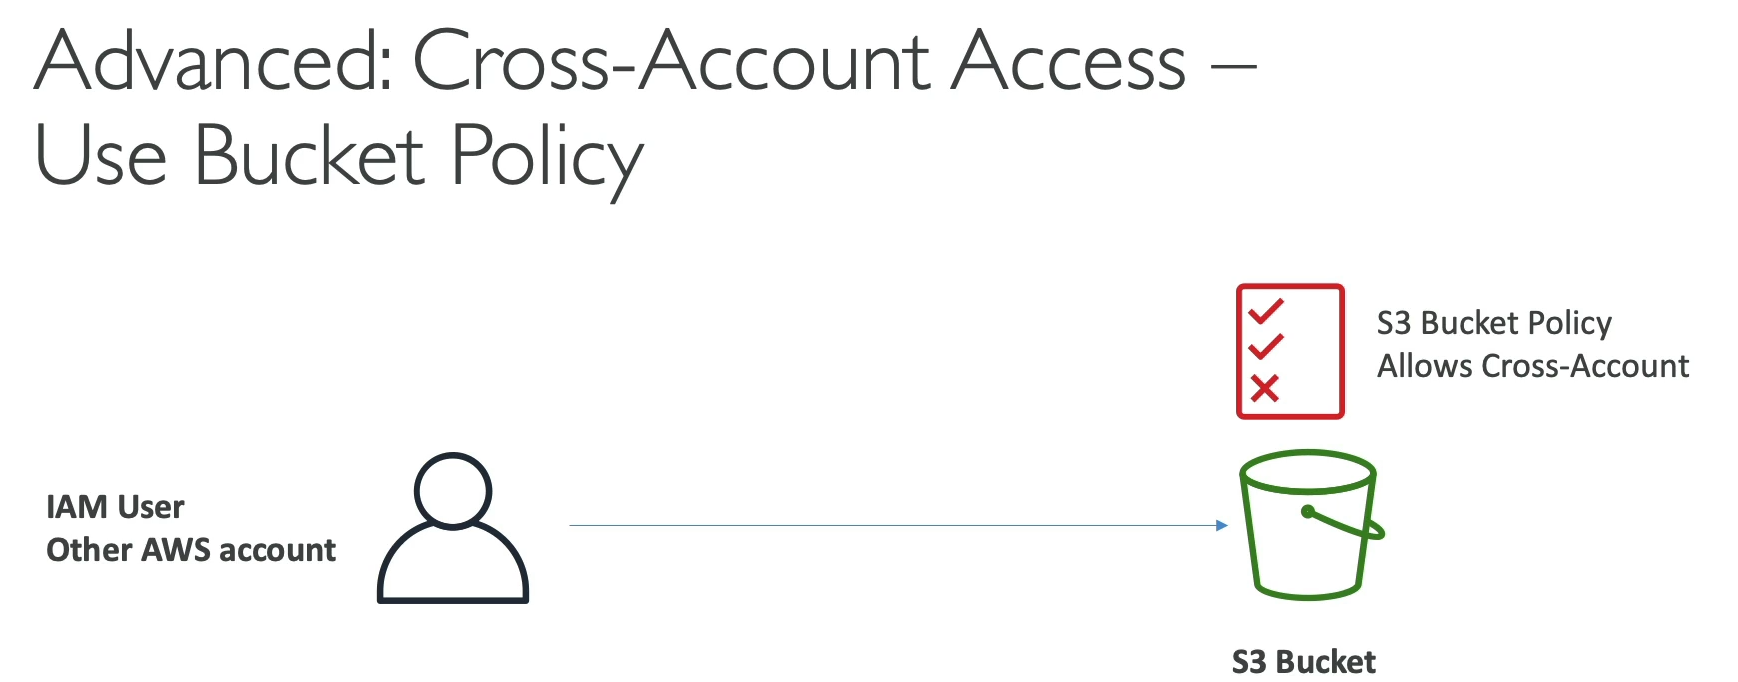 Advanced: Cross-Account Access –
Use Bucket Policy
S3 Bucket Policy
Allows Cross-Account
IAM User
Other AWS account
S3 Bucket